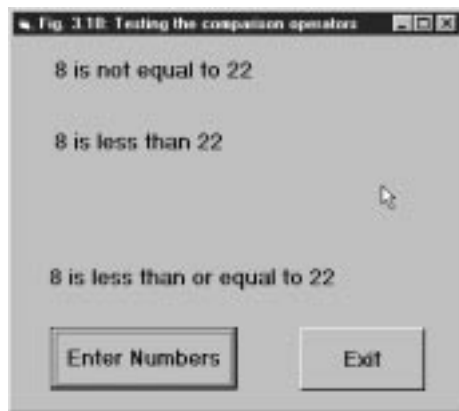 Fig. 3.18: Testing the comparison operators
8 is not equal to 22
8 is less than 22
8 is less than or equal to 22
Enter Numbers
Exit